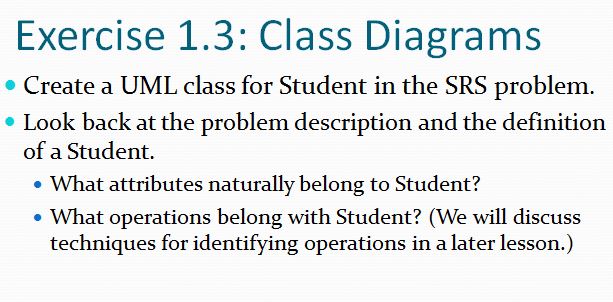 Exercise 1.3: Class Diagrams
Create a UML class for Student in the SRS problem.
Look back at the problem description and the definition
of a Student.
What attributes naturally belong to Student?
What operations belong with Student? (We will discuss
techniques for identifying operations in a later lesson.)